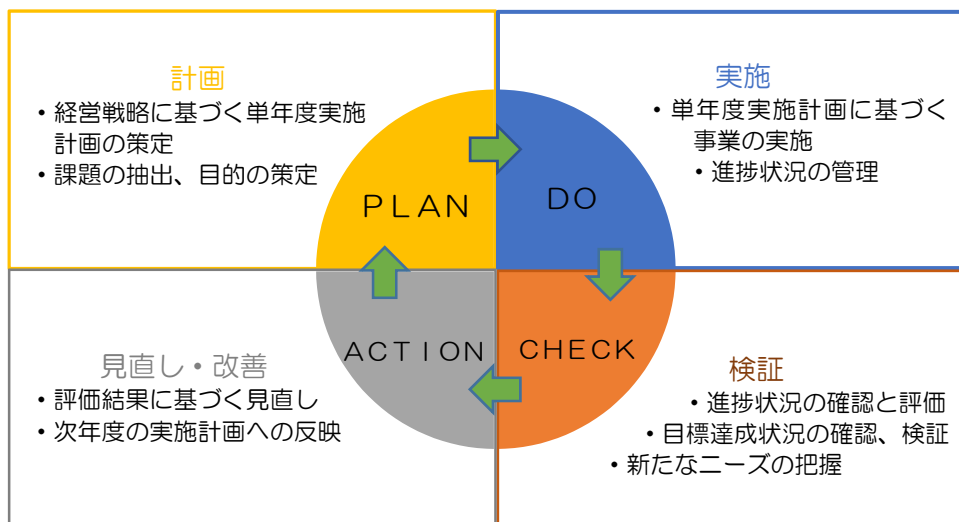 計画
・経営戦略に基づく単年度実施
計画の策定
・課題の抽出、目的の策定
PLAN
実施
・単年度実施計画に基づく
事業の実施
・進捗状況の管理
DO
見直し・改善
・評価結果に基づく見直し
・次年度の実施計画への反映
ACTION
CHECK
検証
・進捗状況の確認と評価
・目標達成状況の確認、検証
・新たなニーズの把握